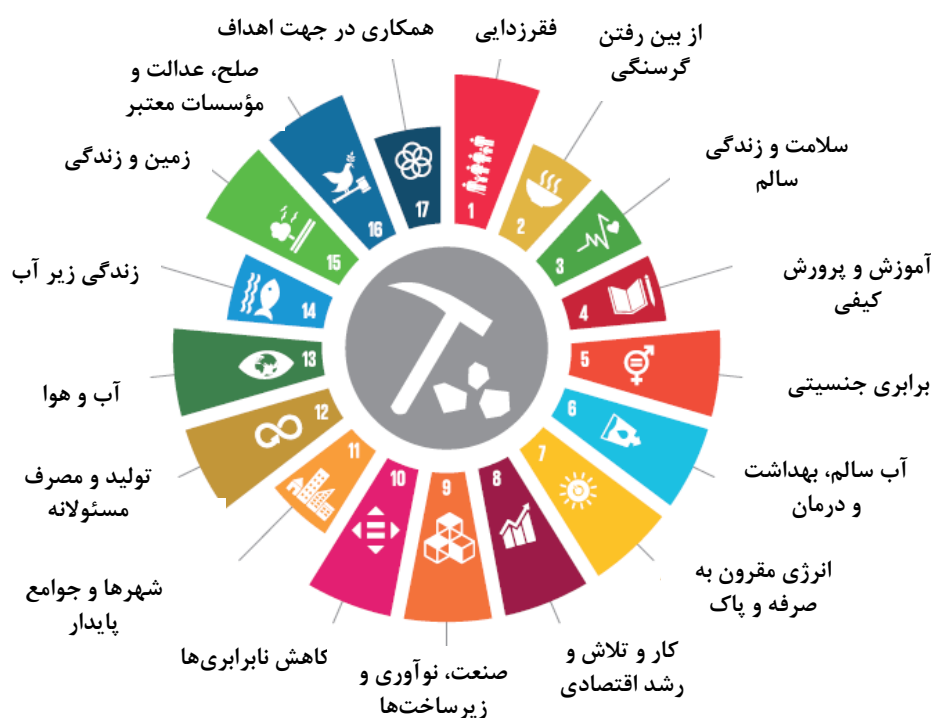 فقرزدایی
1
از بین رفتن
گرسنگی
2
سلامت و زندگی
سالم
3
آموزش و پرورش
کیفی
4
برابری جنسیتی
5
آب سالم، بهداشت
و درمان
6
انرژی مقرون به
صرفه و پاک
7
کار و تلاش و
رشد اقتصادی
8
صنعت، نوآوری و
زیرساخت‌ها
9
کاهش نابرابری‌ها
10
شهرها و جوامع
پایدار
11
تولید و مصرف
مسئولانه
12
آب و هوا
13
زندگی زیر آب
14
زمین و زندگی
15
صلح، عدالت و
مؤسسات معتبر
16
همکاری در جهت اهداف
17